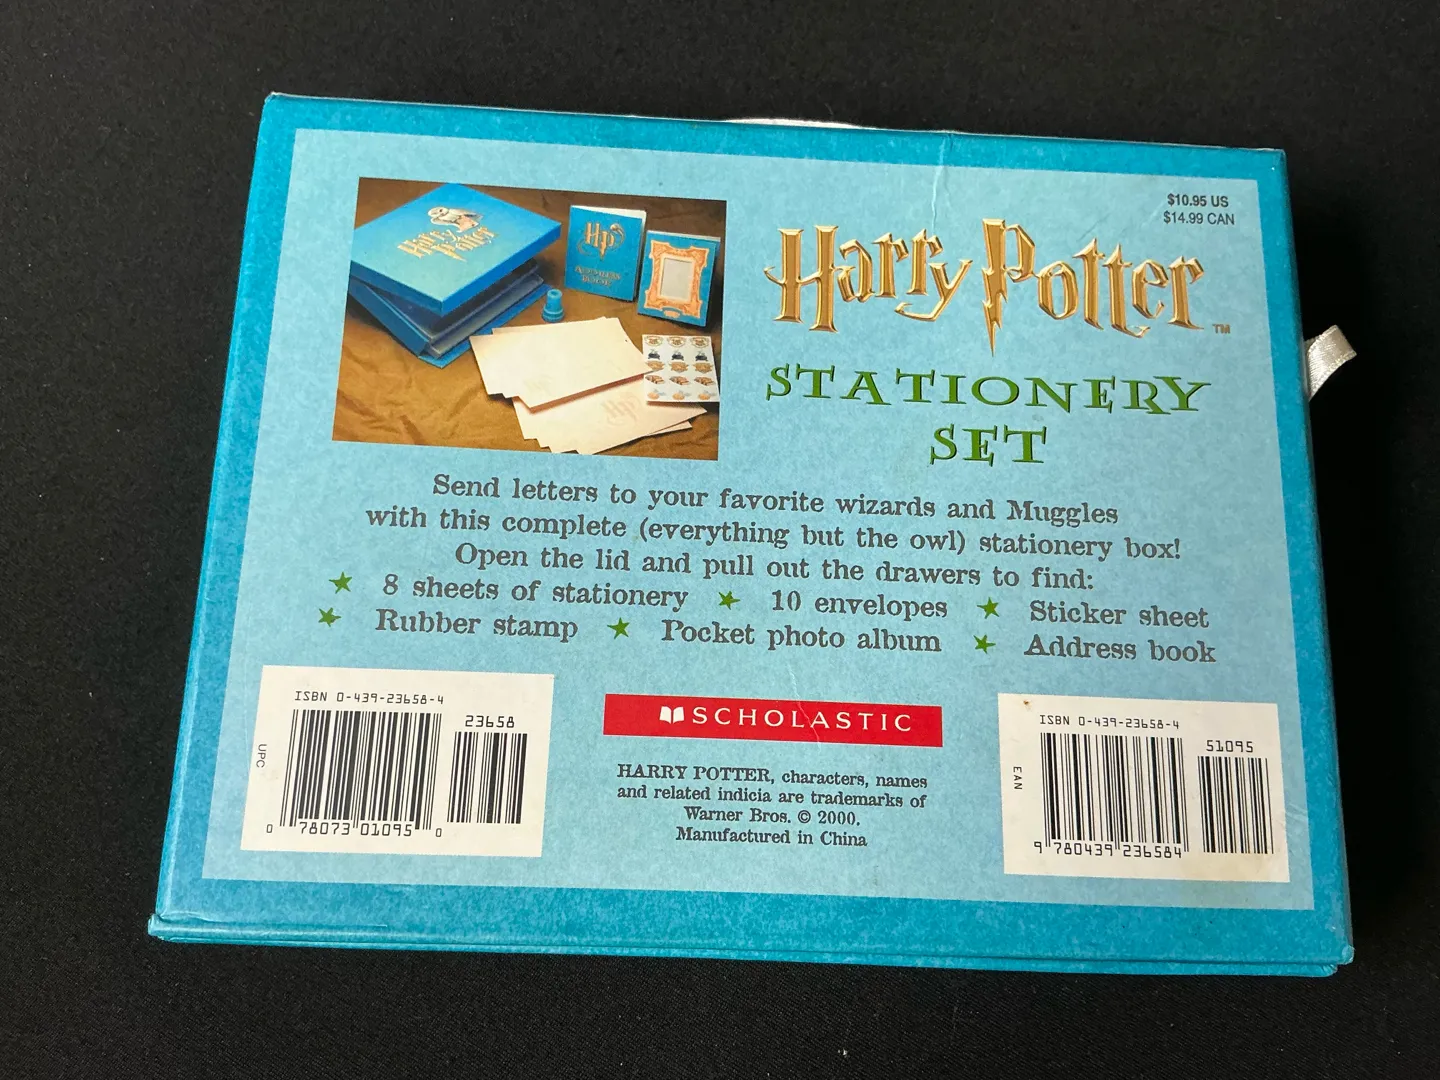 $10.95 US
$14.99 CAN
Harry Potter
Harry Potter™
HP
STATIONERY
SET
HP
Send letters to your favorite wizards and Muggles
with this complete (everything but the owl) stationery box!
Open the lid and pull out the drawers to find:
★ 8 sheets of stationery ★ 10 envelopes ★ Sticker sheet
★ Rubber stamp ★ Pocket photo album ★ Address book
ISBN 0-439-23658-4
23658
UPC
0 78073 01095 0
SCHOLASTIC
HARRY POTTER, characters, names
and related indicia are trademarks of
Warner Bros. © 2000.
Manufactured in China
ISBN 0-439-23658-4
51095
EAN
9 780439 236584